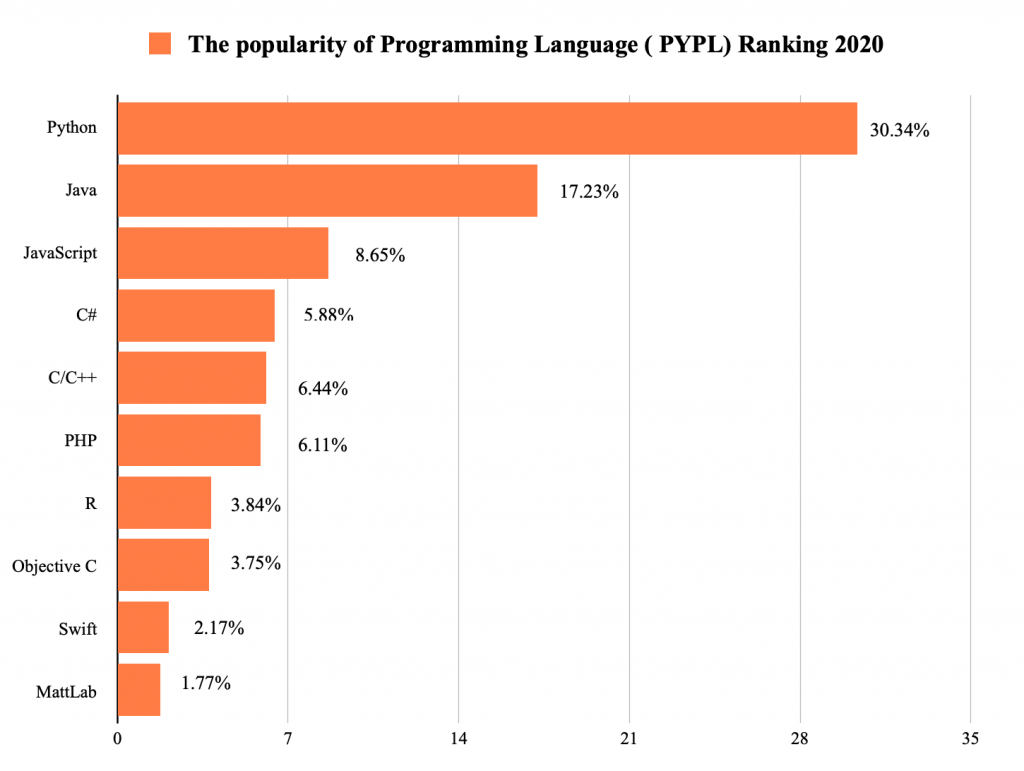 The popularity of Programming Language ( PYPL) Ranking 2020
Python 30.34%
Java 17.23%
JavaScript 8.65%
C# 5.88%
C/C++ 6.44%
PHP 6.11%
R 3.84%
Objective C 3.75%
Swift 2.17%
MattLab 1.77%
0 7 14 21 28 35